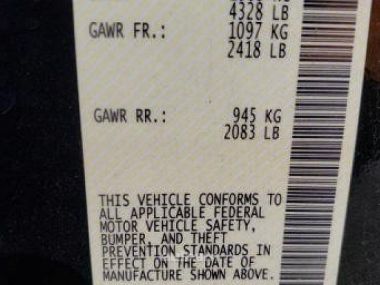 4328 LB
GAWR FR.: 1097 KG
2418 LB
GAWR RR.: 945 KG
2083 LB
THIS VEHICLE CONFORMS TO
ALL APPLICABLE FEDERAL
MOTOR VEHICLE SAFETY,
BUMPER, AND THEFT
PREVENTION STANDARDS IN
EFFECT ON THE DATE OF
MANUFACTURE SHOWN ABOVE.